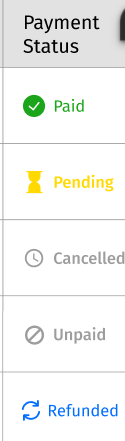 Payment
Status
Paid
Pending
Cancelled
Unpaid
Refunded